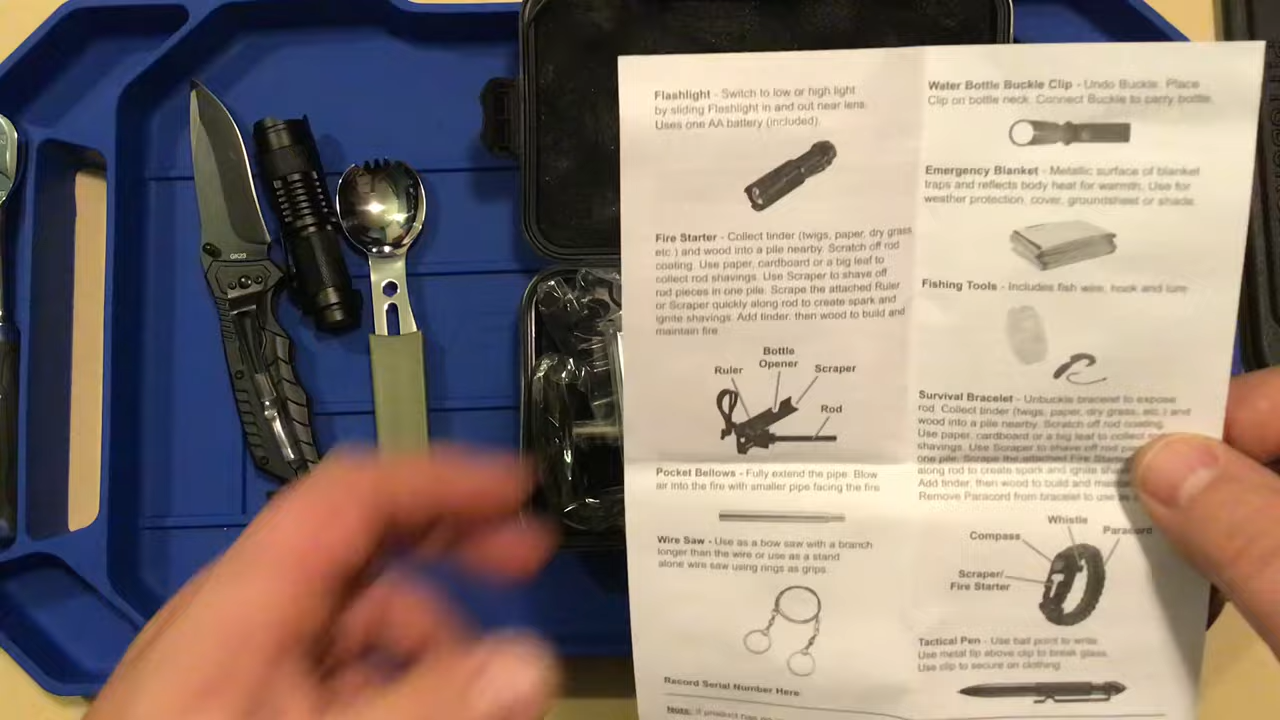 GK23
Flashlight - Switch to low or high light
by sliding Flashlight in and out near lens.
Uses one AA battery (included).
Fire Starter - Collect tinder (twigs, paper, dry grass
etc.) and wood into a pile nearby. Scratch off rod
coating. Use paper, cardboard or a big leaf to
collect rod shavings. Use Scraper to shave off
rod pieces in one pile. Scrape the attached Ruler
or Scraper quickly along rod to create spark and
ignite shavings. Add tinder, then wood to build and
maintain fire.
Bottle
Opener
Ruler
Scraper
Rod
Pocket Bellows - Fully extend the pipe. Blow
air into the fire with smaller pipe facing the fire
Wire Saw - Use as a bow saw with a branch
longer than the wire or use as a stand
alone wire saw using rings as grips.
Record Serial Number Here
Note: If product has
Water Bottle Buckle Clip - Undo Buckle. Place
Clip on bottle neck. Connect Buckle to carry bottle.
Emergency Blanket - Metallic surface of blanket
traps and reflects body heat for warmth. Use for
weather protection, cover, groundsheet or shade.
Fishing Tools - Includes fish wire, hook and lure
Survival Bracelet - Unbuckle bracelet to expose
rod. Collect tinder (twigs, paper, dry grass, etc.) and
wood into a pile nearby. Scratch off rod coating.
Use paper, cardboard or a big leaf to collect
shavings. Use Scraper to shave off rod
one pile. Scrape the attached Fire
along rod to create spark and ignite
Add tinder, then wood to build and
Remove Paracord from bracelet to use as
Whistle
Compass
Paracord
Scraper/
Fire Starter
Tactical Pen - Use ball point to write.
Use metal tip above clip to break glass.
Use clip to secure on clothing.